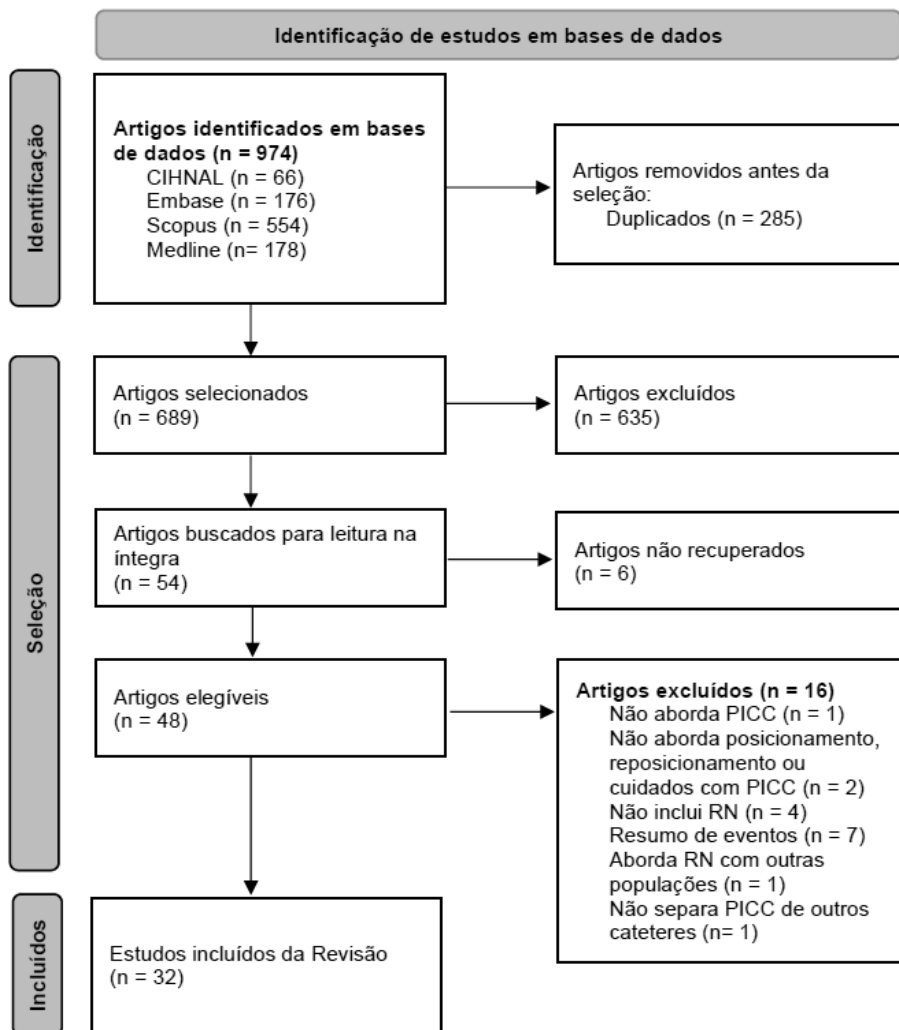 Identificação de estudos em bases de dados
Identificação
Artigos identificados em bases
de dados (n = 974)
CIHNAL (n = 66)
Embase (n = 176)
Scopus (n = 554)
Medline (n= 178)
Artigos removidos antes da
seleção:
Duplicados (n = 285)
Seleção
Artigos selecionados
(n = 689)
Artigos excluídos
(n = 635)
Artigos buscados para leitura na
íntegra
(n = 54)
Artigos não recuperados
(n = 6)
Artigos elegíveis
(n = 48)
Artigos excluídos (n = 16)
Não aborda PICC (n = 1)
Não aborda posicionamento,
reposicionamento ou
cuidados com PICC (n = 2)
Não inclui RN (n = 4)
Resumo de eventos (n = 7)
Aborda RN com outras
populações (n = 1)
Não separa PICC de outros
cateteres (n= 1)
Incluídos
Estudos incluídos da Revisão
(n = 32)